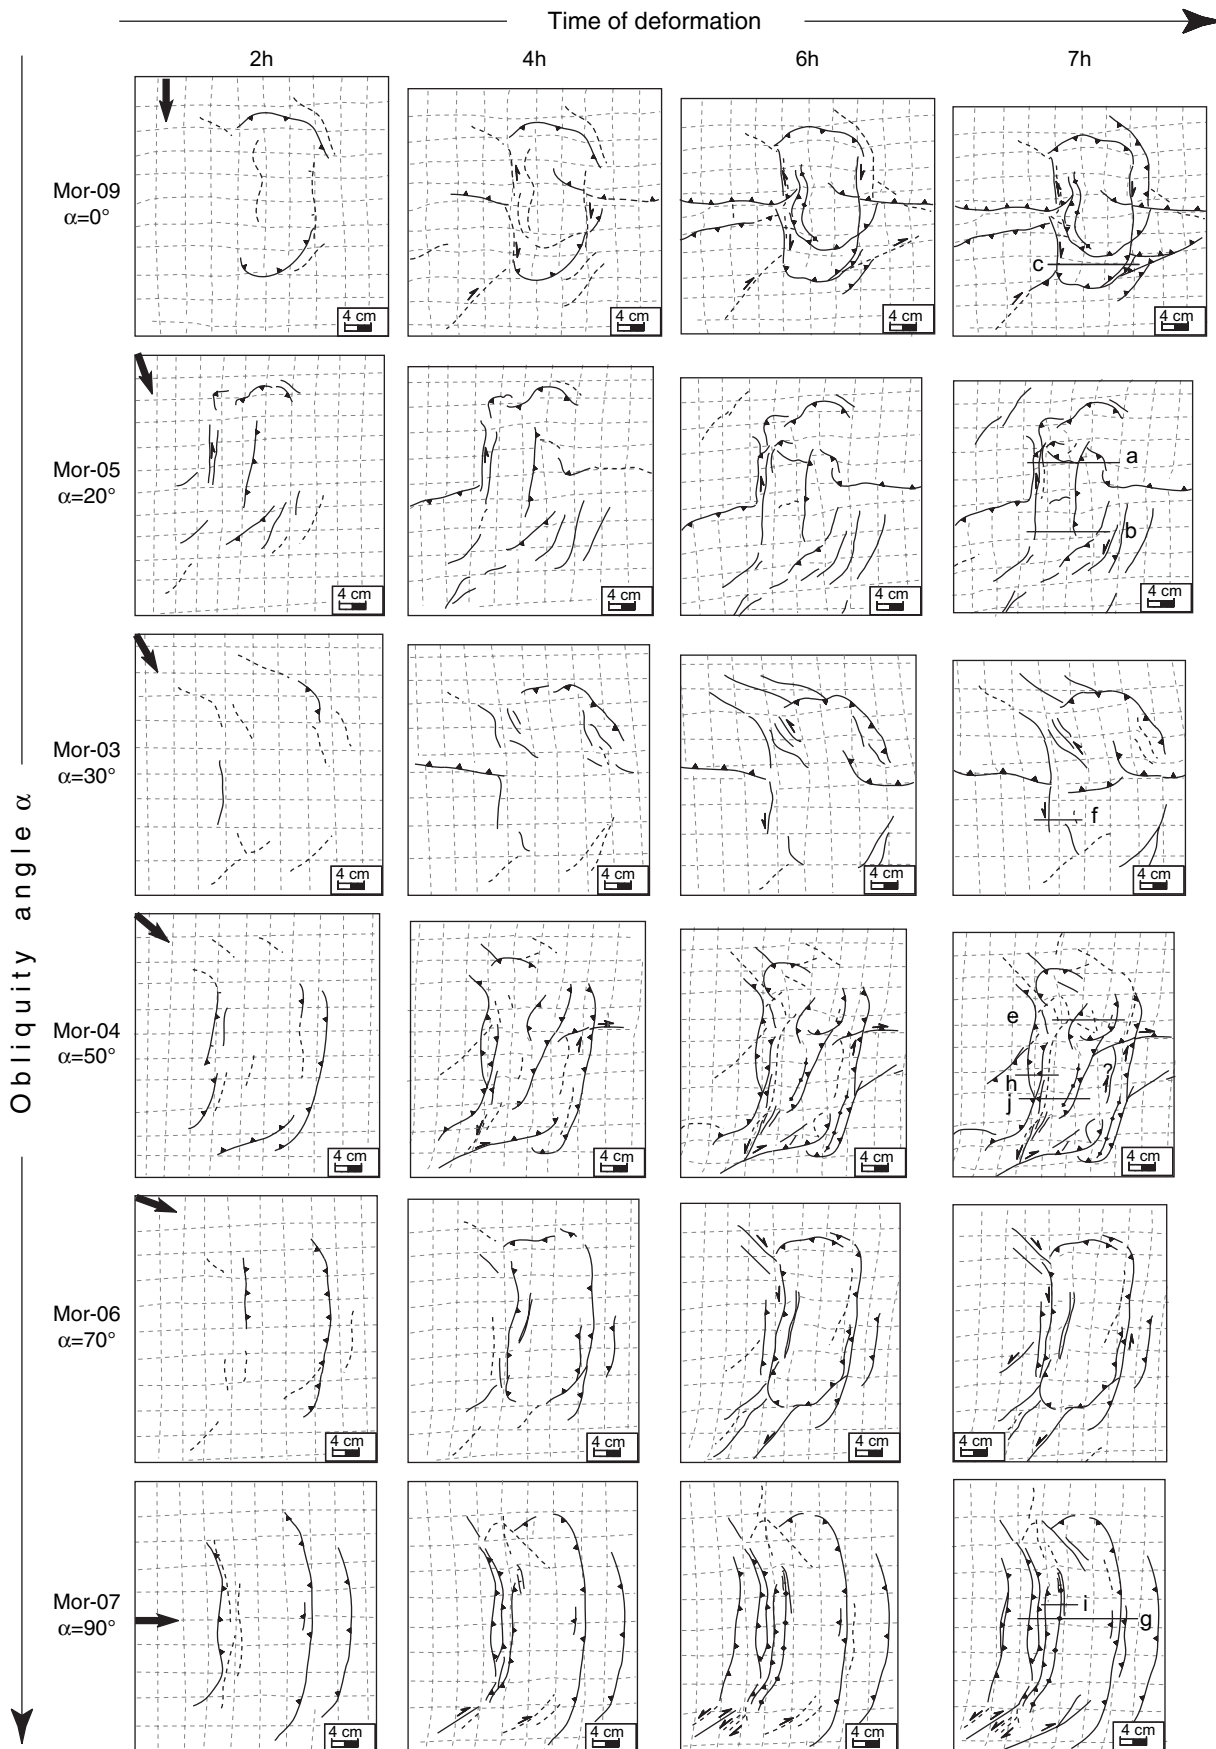 Time of deformation
2h 4h 6h 7h
Obliquity angle α
Mor-09
α=0°
c
4 cm 4 cm 4 cm 4 cm
Mor-05
α=20°
a
b
4 cm 4 cm 4 cm 4 cm
Mor-03
α=30°
f
4 cm 4 cm 4 cm 4 cm
Mor-04
α=50°
e
?
h
j
4 cm 4 cm 4 cm 4 cm
Mor-06
α=70°
4 cm 4 cm 4 cm 4 cm
Mor-07
α=90°
i
g
4 cm 4 cm 4 cm 4 cm